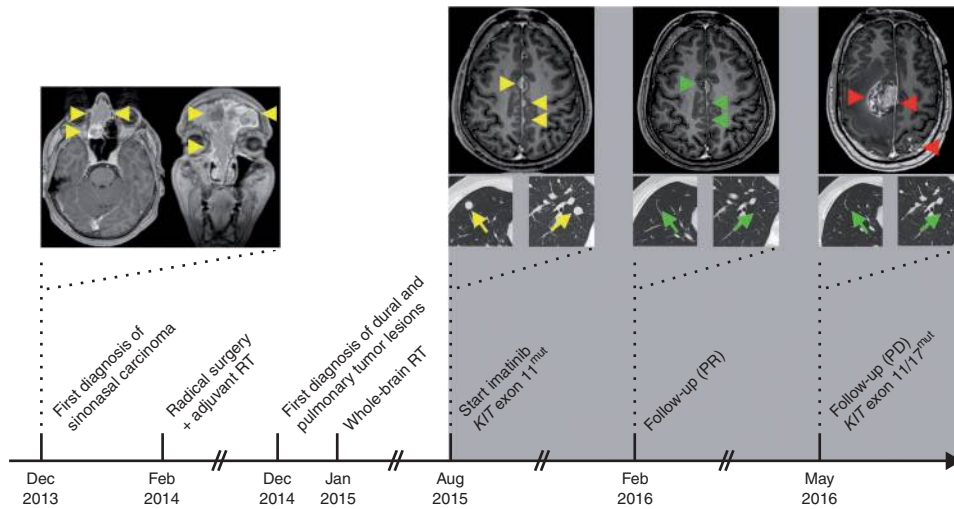 First diagnosis of
sinonasal carcinoma
Radical surgery
+ adjuvant RT
First diagnosis of dural and
pulmonary tumor lesions
Whole-brain RT
Start imatinib
KIT exon 11mut
Follow-up (PR)
Follow-up (PD)
KIT exon 11/17mut
Dec
2013
Feb
2014
Dec
2014
Jan
2015
Aug
2015
Feb
2016
May
2016